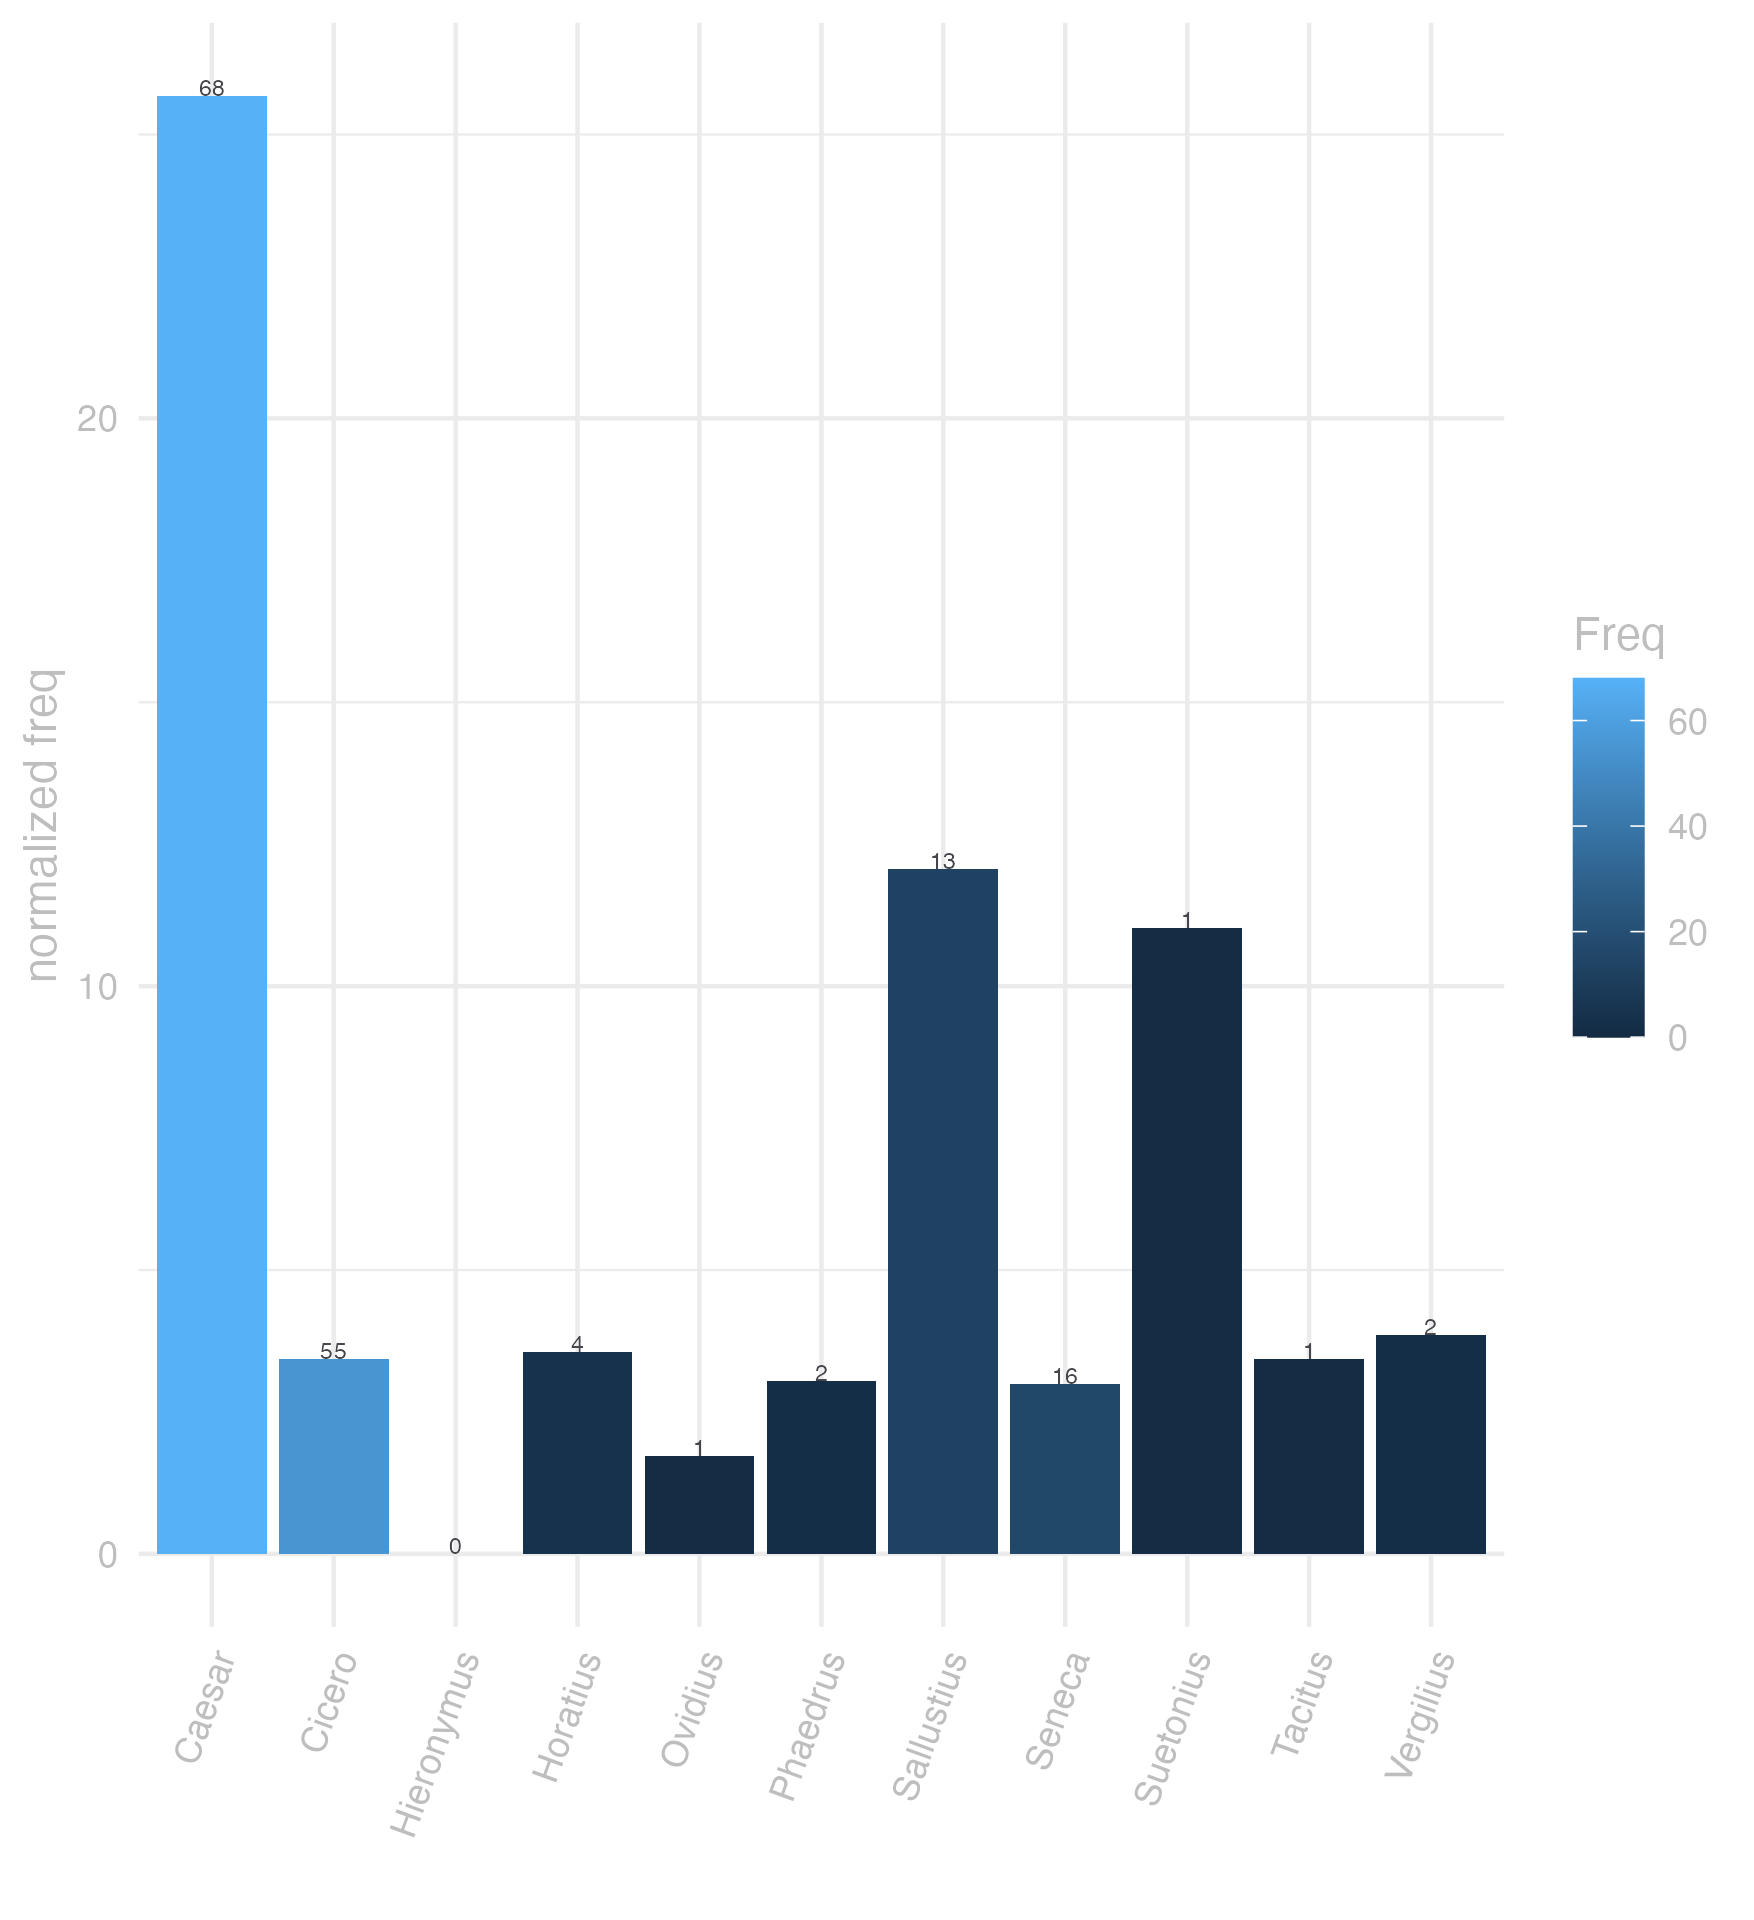 68
13
1
4
2
55
2
1
16
1
0
normalized freq
20
10
0
Caesar
Cicero
Hieronymus
Horatius
Ovidius
Phaedrus
Sallustius
Seneca
Suetonius
Tacitus
Vergilius
Freq
60
40
20
0